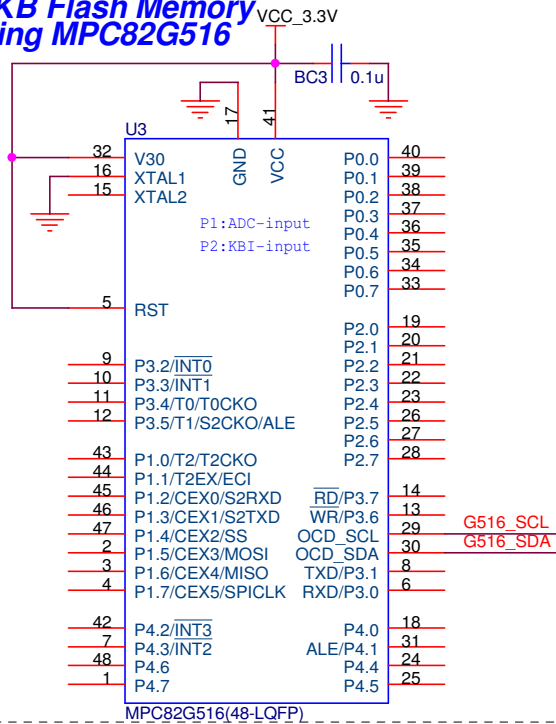 KB Flash Memory
ing MPC82G516
VCC_3.3V
BC3 0.1u
17
41
U3
GND
VCC
32 V30
16 XTAL1
15 XTAL2
5 RST
P1:ADC-input
P2:KBI-input
P0.0 40
P0.1 39
P0.2 38
P0.3 37
P0.4 36
P0.5 35
P0.6 34
P0.7 33
P2.0 19
P2.1 20
P2.2 21
P2.3 22
P2.4 23
P2.5 26
P2.6 27
P2.7 28
9 P3.2/INT0
10 P3.3/INT1
11 P3.4/T0/T0CKO
12 P3.5/T1/S2CKO/ALE
43 P1.0/T2/T2CKO
44 P1.1/T2EX/ECI
45 P1.2/CEX0/S2RXD
46 P1.3/CEX1/S2TXD
47 P1.4/CEX2/SS
2 P1.5/CEX3/MOSI
3 P1.6/CEX4/MISO
4 P1.7/CEX5/SPICLK
RD/P3.7 14
WR/P3.6 13
OCD_SCL 29 G516_SCL
OCD_SDA 30 G516_SDA
TXD/P3.1 8
RXD/P3.0 6
42 P4.2/INT3
7 P4.3/INT2
48 P4.6
1 P4.7
P4.0 18
ALE/P4.1 31
P4.4 24
P4.5 25
MPC82G516(48-LQFP)